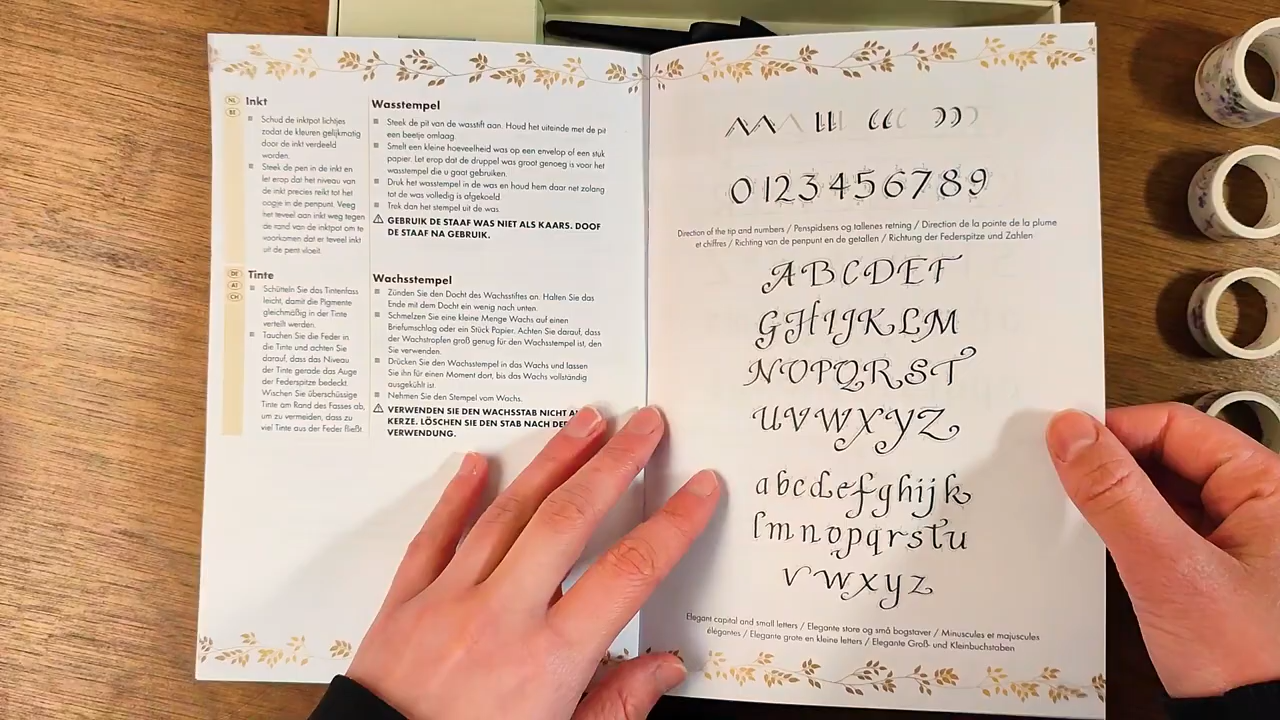 NL
BE
Inkt
Schud de inktpot lichtjes
zodat de kleuren gelijkmatig
door de inkt verdeeld
worden.
Steek de pen in de inkt en
let erop dat het niveau van
de inkt precies reikt tot het
oogje in de penpunt. Veeg
het teveel aan inkt weg tegen
de rand van de inktpot om te
voorkomen dat er teveel inkt
uit de pen vloeit.
Wasstempel
Steek de pit van de wasstift aan. Houd het uiteinde met de pit
een beetje omlaag.
Smelt een kleine hoeveelheid was op een envelop of een stuk
papier. Let erop dat de druppel was groot genoeg is voor het
wasstempel die u gaat gebruiken.
Druk het wasstempel in de was en houd hem daar net zolang
tot de was volledig is afgekoeld.
Trek dan het stempel uit de was.
GEBRUIK DE STAAF WAS NIET ALS KAARS. DOOF
DE STAAF NA GEBRUIK.
DE
AT
CH
Tinte
Schütteln Sie das Tintenfass
leicht, damit die Pigmente
gleichmäßig in der Tinte
verteilt werden.
Tauchen Sie die Feder in
die Tinte und achten Sie
darauf, dass das Niveau
der Tinte gerade das Auge
der Federspitze bedeckt.
Wischen Sie überschüssige
Tinte am Rand des Fasses ab,
um zu vermeiden, dass zu
viel Tinte aus der Feder fließt.
Wachsstempel
Zünden Sie den Docht des Wachsstiftes an. Halten Sie das
Ende mit dem Docht ein wenig nach unten.
Schmelzen Sie eine kleine Menge Wachs auf einen
Briefumschlag oder ein Stück Papier. Achten Sie darauf, dass
der Wachstropfen groß genug für den Wachsstempel ist, den
Sie verwenden.
Drücken Sie den Wachsstempel in das Wachs und lassen
Sie ihn für einen Moment dort, bis das Wachs vollständig
ausgekühlt ist.
Nehmen Sie den Stempel vom Wachs.
VERWENDEN SIE DEN WACHSSTAB NICHT
KERZE. LÖSCHEN SIE DEN STAB NACH DER
VERWENDUNG.
0 1 2 3 4 5 6 7 8 9
Direction of the tip and numbers / Penspidsens og tallenes retning / Direction de la pointe de la plume
et chiffres / Richting van de penpunt en de getallen / Richtung der Federspitze und Zahlen
A B C D E F
G H I J K L M
N O P Q R S T
U V W X Y Z
a b c d e f g h i j k
l m n o p q r s t u
v w x y z
Elegant capital and small letters / Elegante store og små bogstaver / Minuscules et majuscules
élégantes / Elegante grote en kleine letters / Elegante Groß- und Kleinbuchstaben